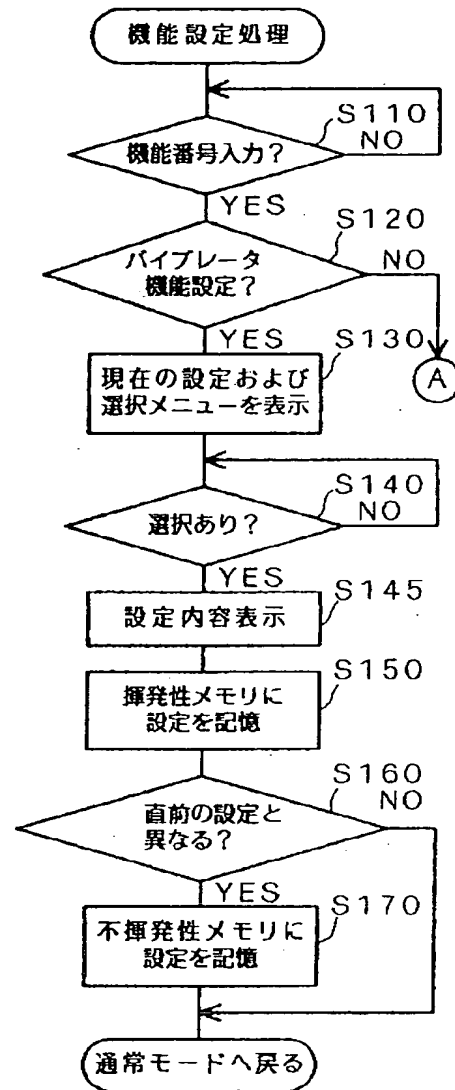 機能設定処理
S110
機能番号入力?
NO
YES
S120
バイブレータ
機能設定?
NO
YES
S130
A
現在の設定および
選択メニューを表示
S140
選択あり?
NO
YES
S145
設定内容表示
S150
揮発性メモリに
設定を記憶
S160
NO
直前の設定と
異なる?
YES
S170
不揮発性メモリに
設定を記憶
通常モードへ戻る